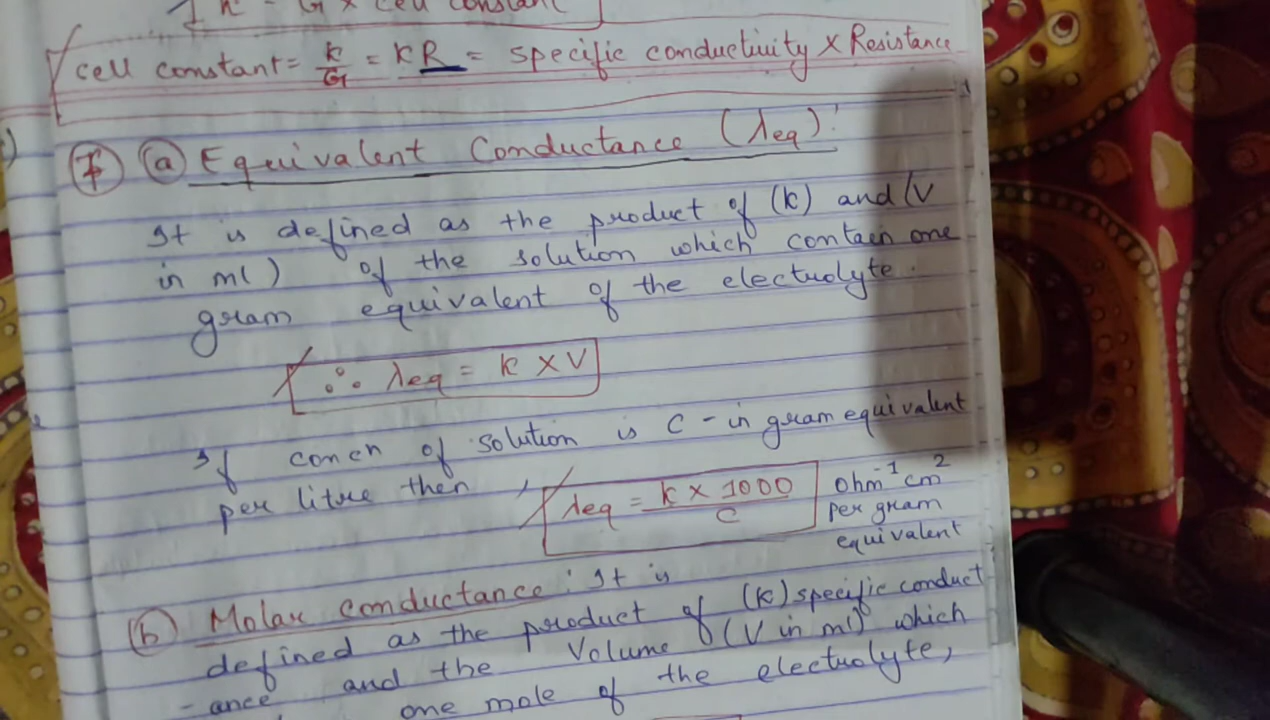 k = G × cell constant
cell constant = k/G = KR = specific conductivity × Resistance
7 (a) Equivalent Conductance (λeq):
It is defined as the product of (k) and (V
in ml) of the solution which contain one
gram equivalent of the electrolyte.
∴ λeq = k × V
If concn of solution is C - in gram equivalent
per litre then, λeq = k × 1000 / C ohm⁻¹ cm² per gram equivalent
(b) Molar conductance: It is
defined as the product of (k) specific conduct
- ance and the Volume (V in ml) which
one mole of the electrolyte,